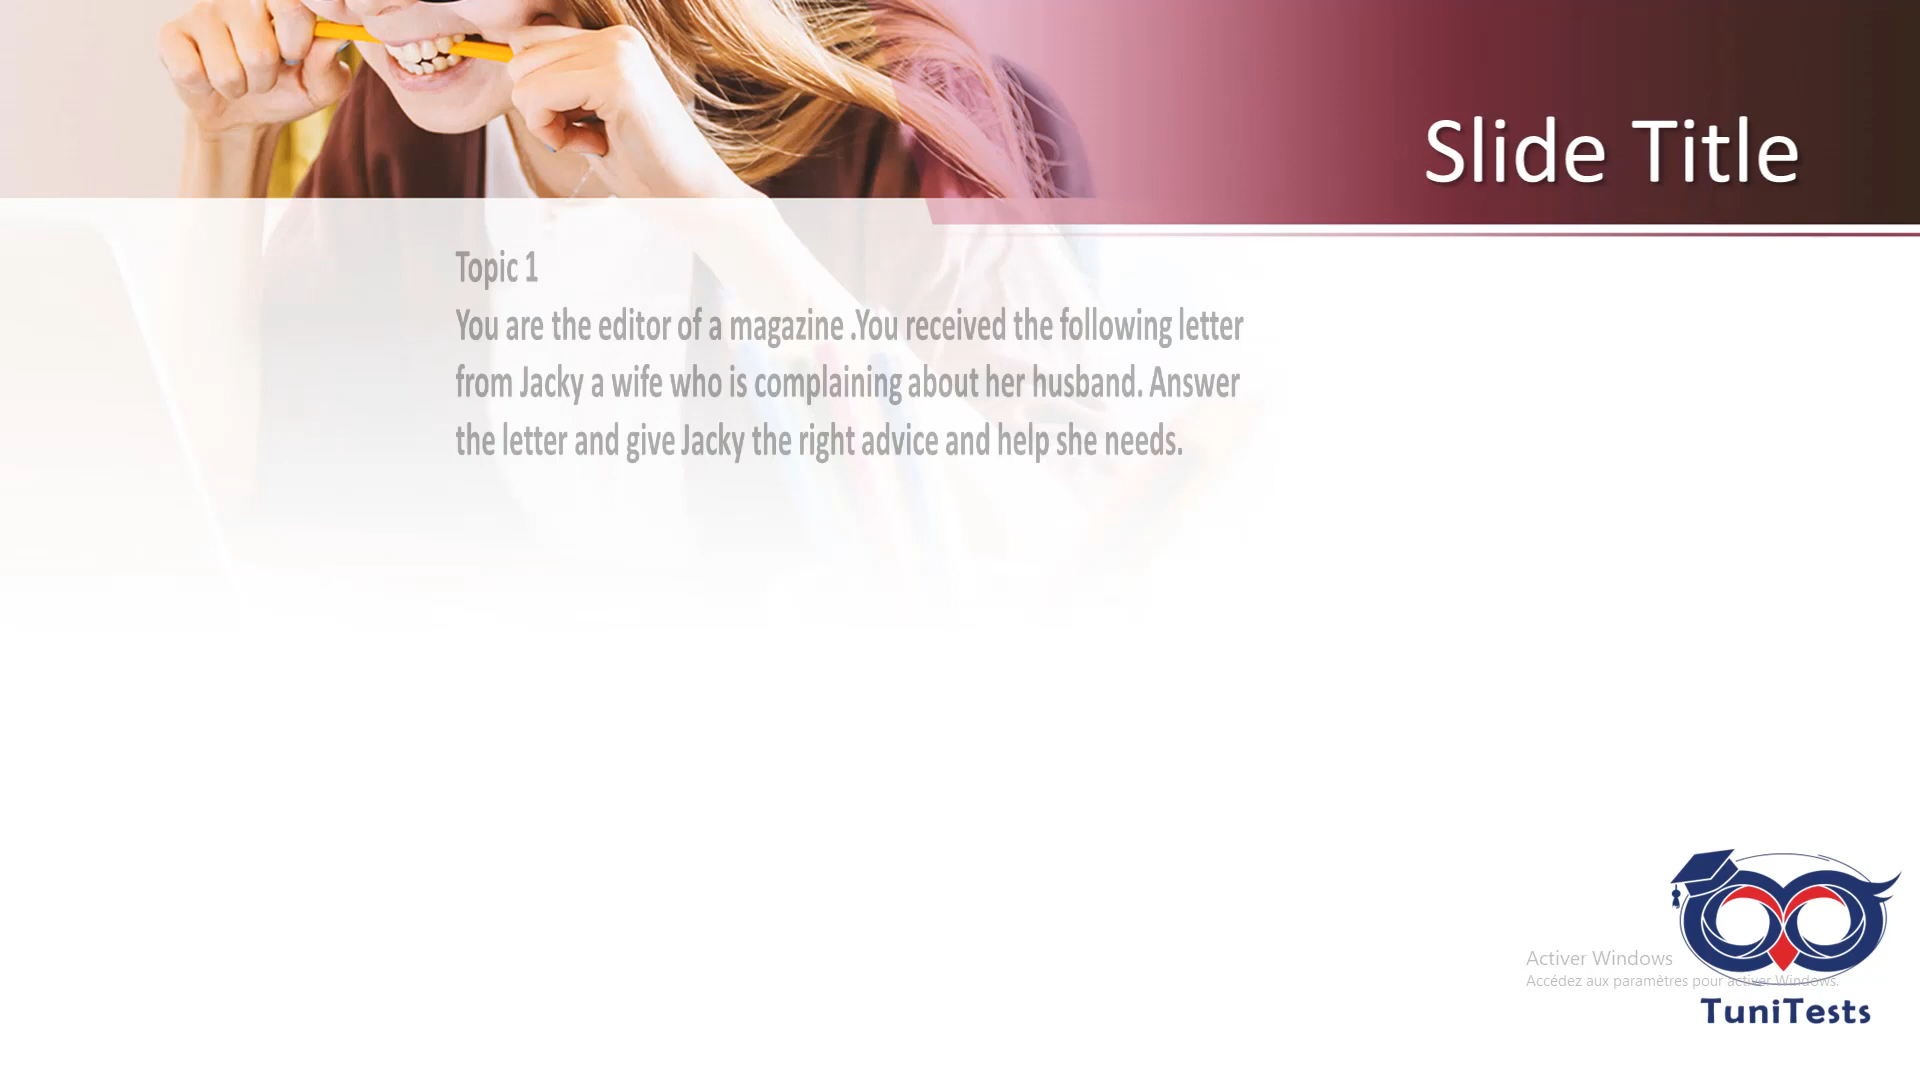 Slide Title
Topic 1
You are the editor of a magazine .You received the following letter
from Jacky a wife who is complaining about her husband. Answer
the letter and give Jacky the right advice and help she needs.
Activer Windows
Accédez aux paramètres pour activer Windows.
TuniTests